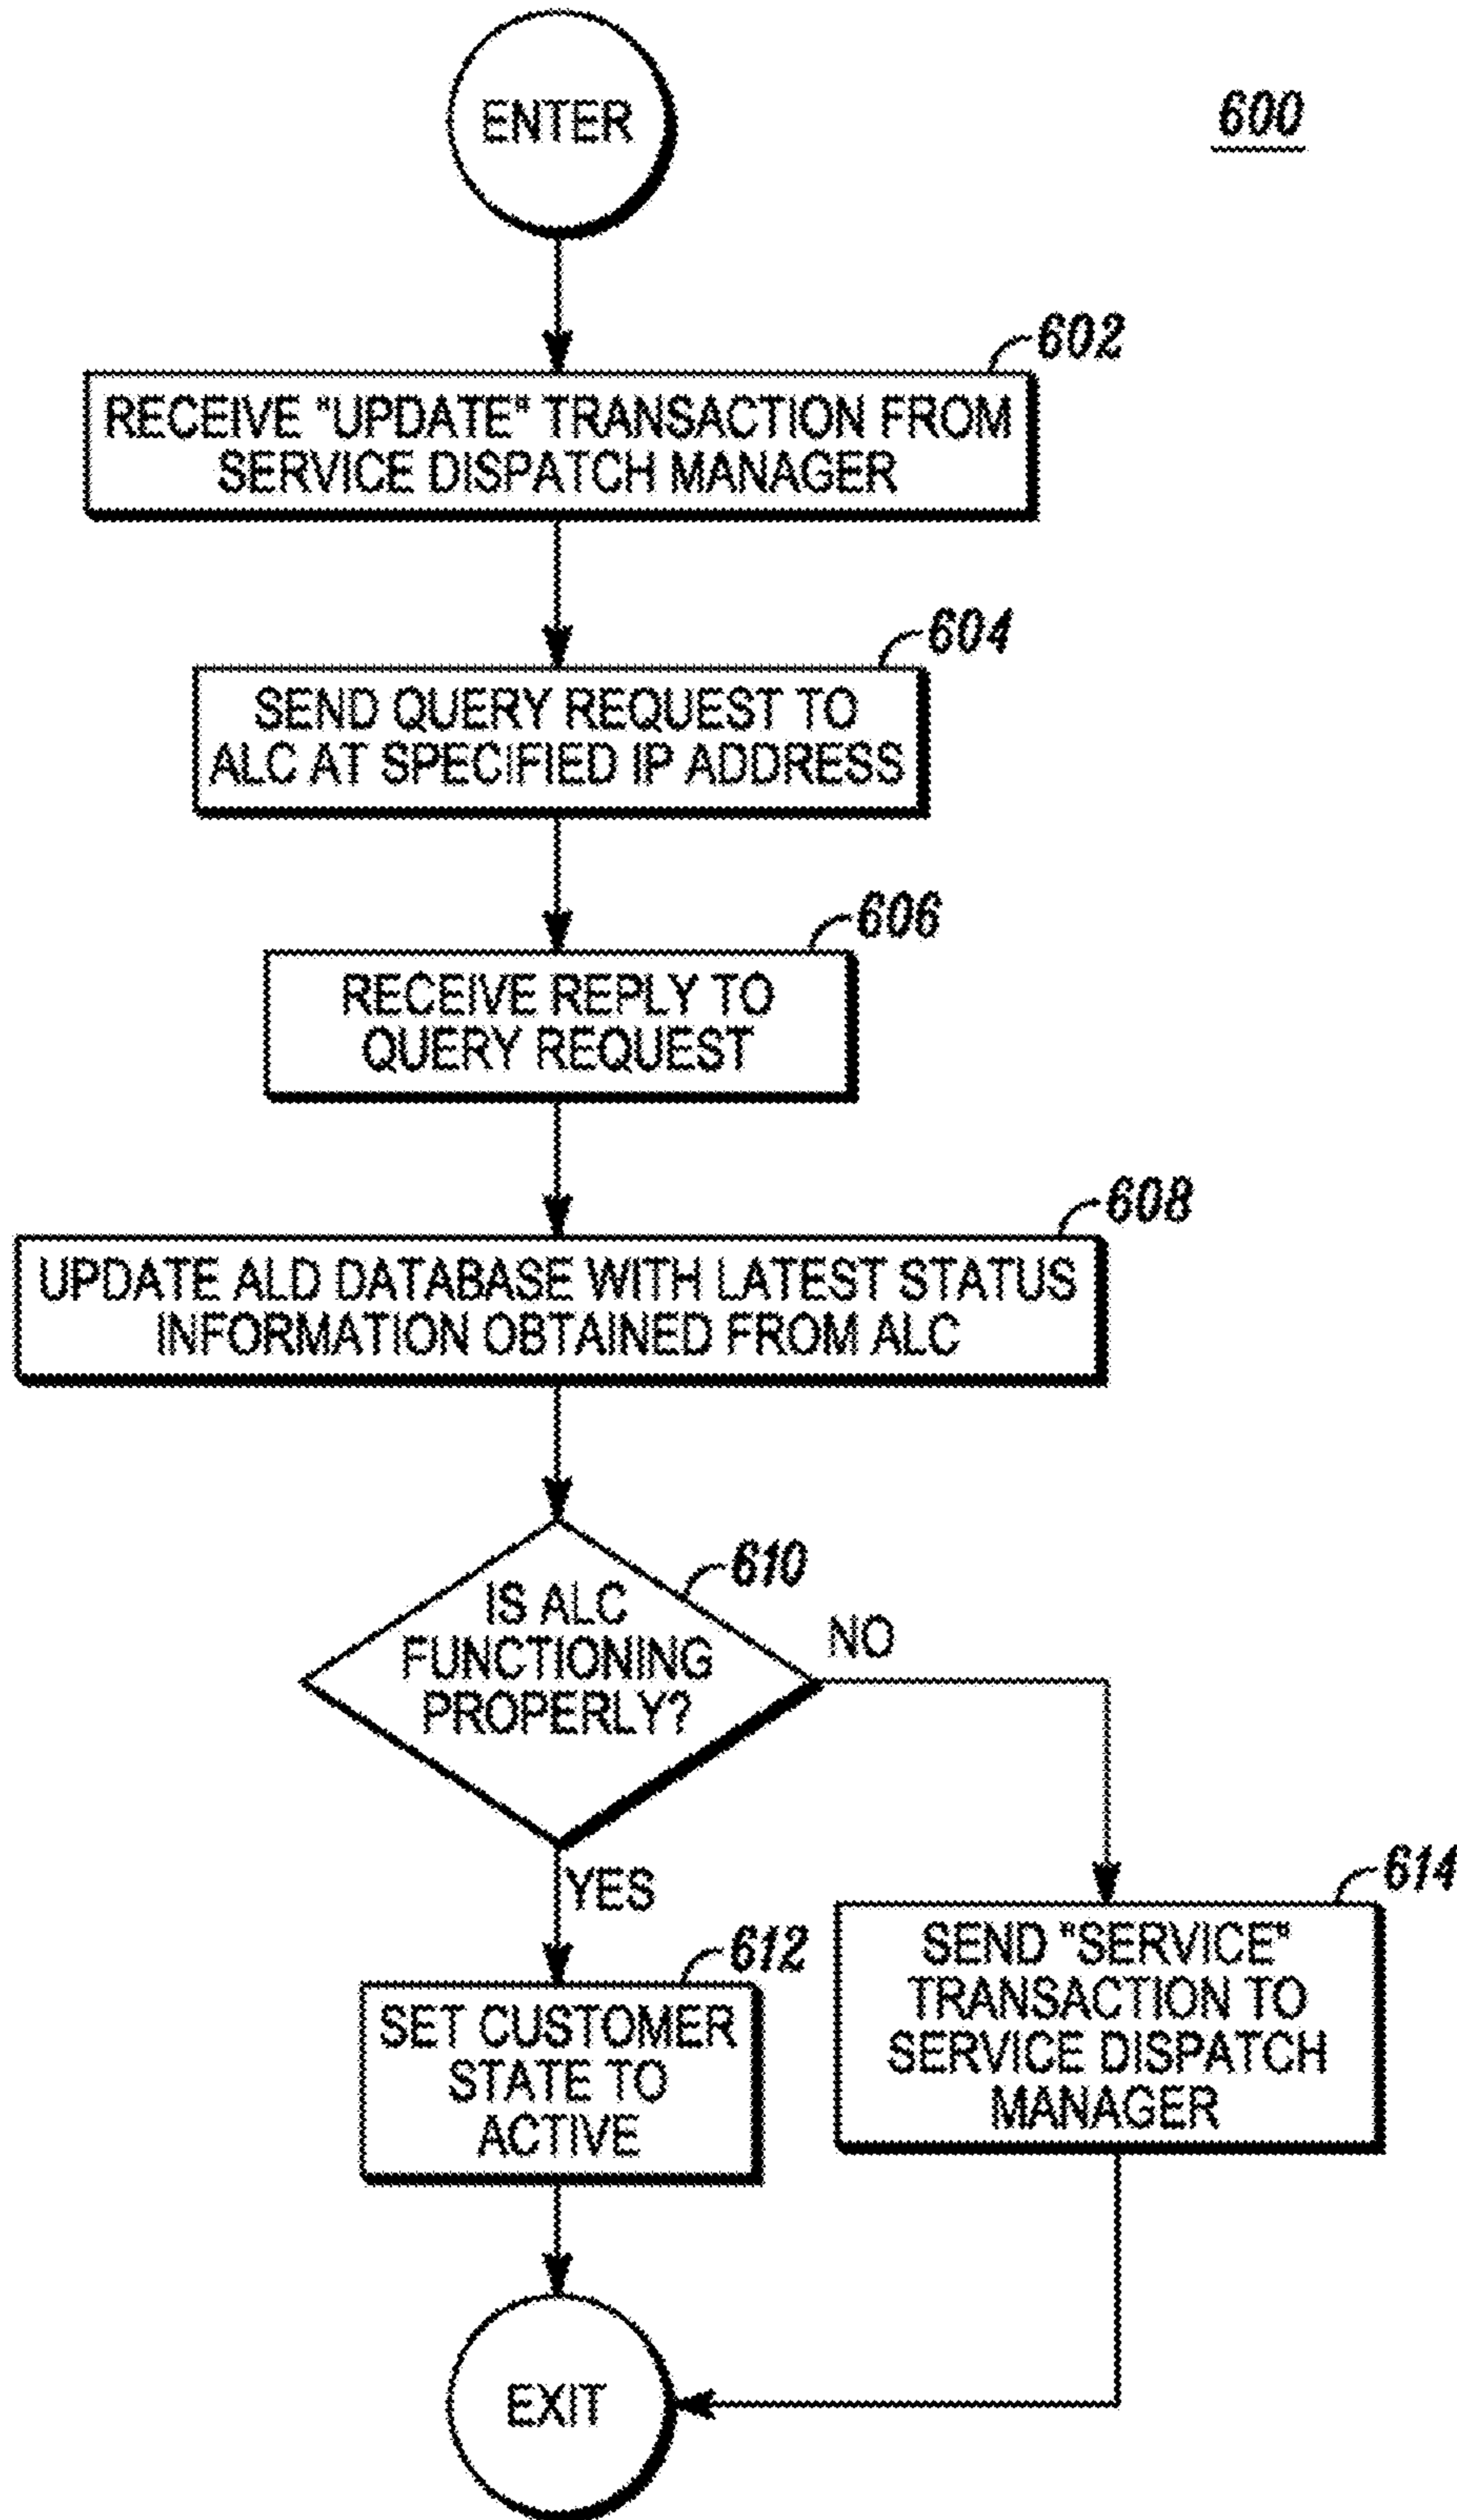 ENTER
600
602
RECEIVE "UPDATE" TRANSACTION FROM
SERVICE DISPATCH MANAGER
604
SEND QUERY REQUEST TO
ALC AT SPECIFIED IP ADDRESS
606
RECEIVE REPLY TO
QUERY REQUEST
608
UPDATE ALD DATABASE WITH LATEST STATUS
INFORMATION OBTAINED FROM ALC
610
IS ALC
FUNCTIONING
PROPERLY?
NO
YES
612
SET CUSTOMER
STATE TO
ACTIVE
614
SEND "SERVICE"
TRANSACTION TO
SERVICE DISPATCH
MANAGER
EXIT